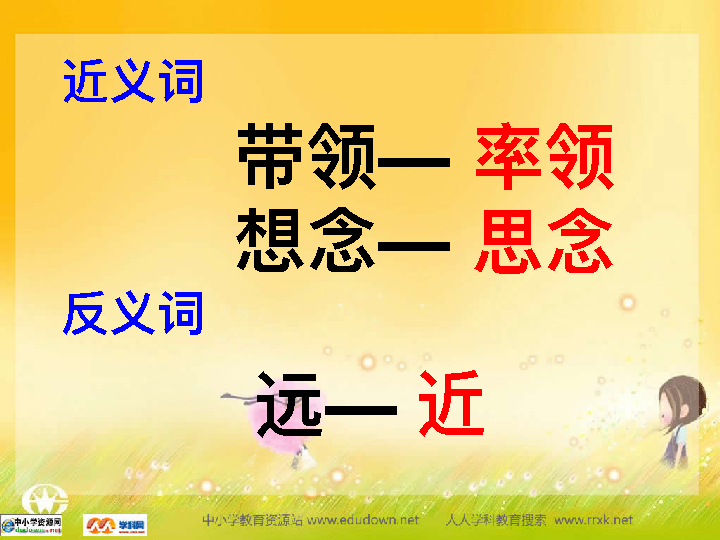 近义词
带领— 率领
想念— 思念
反义词
远— 近
中小学教育资源站 www.edudown.net 人人学科教育搜索 www.rrxk.net
中小学资源网
学科网